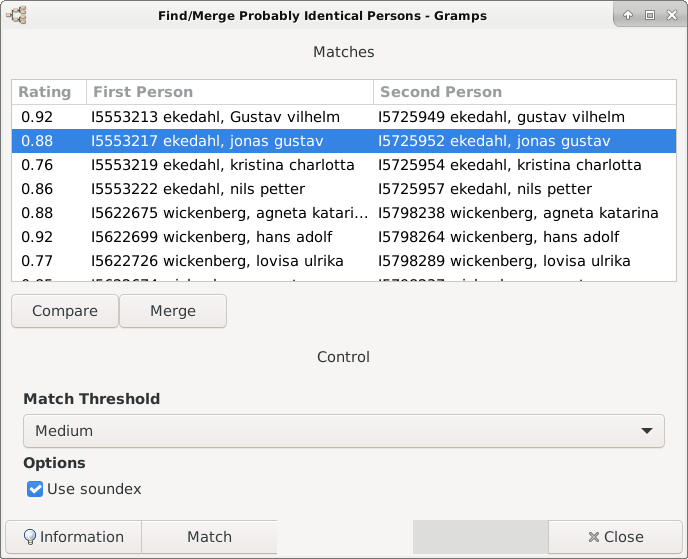 Find/Merge Probably Identical Persons - Gramps
Matches
Rating First Person Second Person
0.92 I5553213 ekedahl, Gustav vilhelm I5725949 ekedahl, gustav vilhelm
0.88 I5553217 ekedahl, jonas gustav I5725952 ekedahl, jonas gustav
0.76 I5553219 ekedahl, kristina charlotta I5725954 ekedahl, kristina charlotta
0.86 I5553222 ekedahl, nils petter I5725957 ekedahl, nils petter
0.88 I5622675 wickenberg, agneta katari... I5798238 wickenberg, agneta katarina
0.92 I5622699 wickenberg, hans adolf I5798264 wickenberg, hans adolf
0.77 I5622726 wickenberg, lovisa ulrika I5798289 wickenberg, lovisa ulrika
Compare Merge
Control
Match Threshold
Medium
Options
Use soundex
Information Match Close